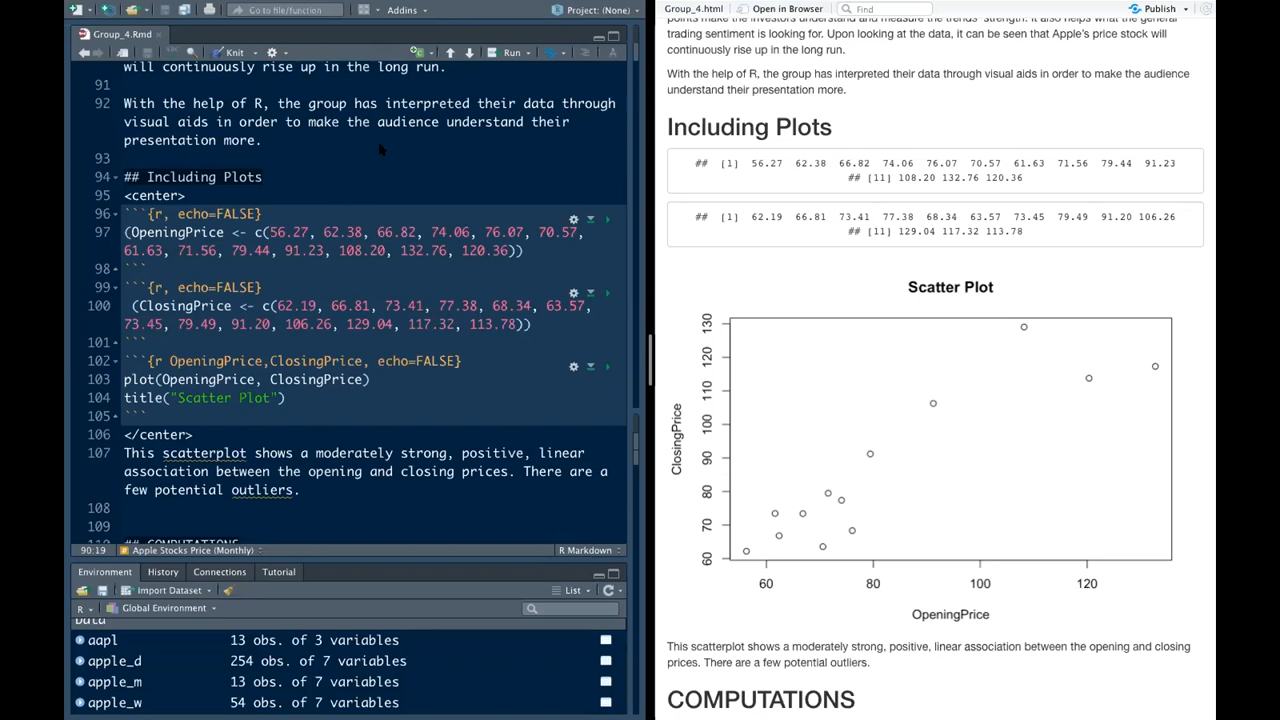 Go to file/function
Addins
Project: (None)
Group_4.Rmd
Knit
Run
will continuously rise up in the long run.
91
92 With the help of R, the group has interpreted their data through
visual aids in order to make the audience understand their
presentation more.
93
94 ## Including Plots
95 <center>
96 ```{r, echo=FALSE}
97 (OpeningPrice <- c(56.27, 62.38, 66.82, 74.06, 76.07, 70.57,
61.63, 71.56, 79.44, 91.23, 108.20, 132.76, 120.36))
98 ```
99 ```{r, echo=FALSE}
100 (ClosingPrice <- c(62.19, 66.81, 73.41, 77.38, 68.34, 63.57,
73.45, 79.49, 91.20, 106.26, 129.04, 117.32, 113.78))
101 ```
102 ```{r OpeningPrice,ClosingPrice, echo=FALSE}
103 plot(OpeningPrice, ClosingPrice)
104 title("Scatter Plot")
105 ```
106 </center>
107 This scatterplot shows a moderately strong, positive, linear
association between the opening and closing prices. There are a
few potential outliers.
108
109
110 ## COMPUTATIONS
90:19 Apple Stocks Price (Monthly) R Markdown
Environment History Connections Tutorial
Import Dataset List
R Global Environment
Data
aapl 13 obs. of 3 variables
apple_d 254 obs. of 7 variables
apple_m 13 obs. of 7 variables
apple_w 54 obs. of 7 variables
Group_4.html Open in Browser Find Publish
points make the investors understand and measure the trends' strength. It also helps what the general
trading sentiment is looking for. Upon looking at the data, it can be seen that Apple's price stock will
continuously rise up in the long run.
With the help of R, the group has interpreted their data through visual aids in order to make the audience
understand their presentation more.
Including Plots
## [1] 56.27 62.38 66.82 74.06 76.07 70.57 61.63 71.56 79.44 91.23
## [11] 108.20 132.76 120.36
## [1] 62.19 66.81 73.41 77.38 68.34 63.57 73.45 79.49 91.20 106.26
## [11] 129.04 117.32 113.78
Scatter Plot
ClosingPrice
130
120
110
100
90
80
70
60
60 80 100 120
OpeningPrice
This scatterplot shows a moderately strong, positive, linear association between the opening and closing
prices. There are a few potential outliers.
COMPUTATIONS